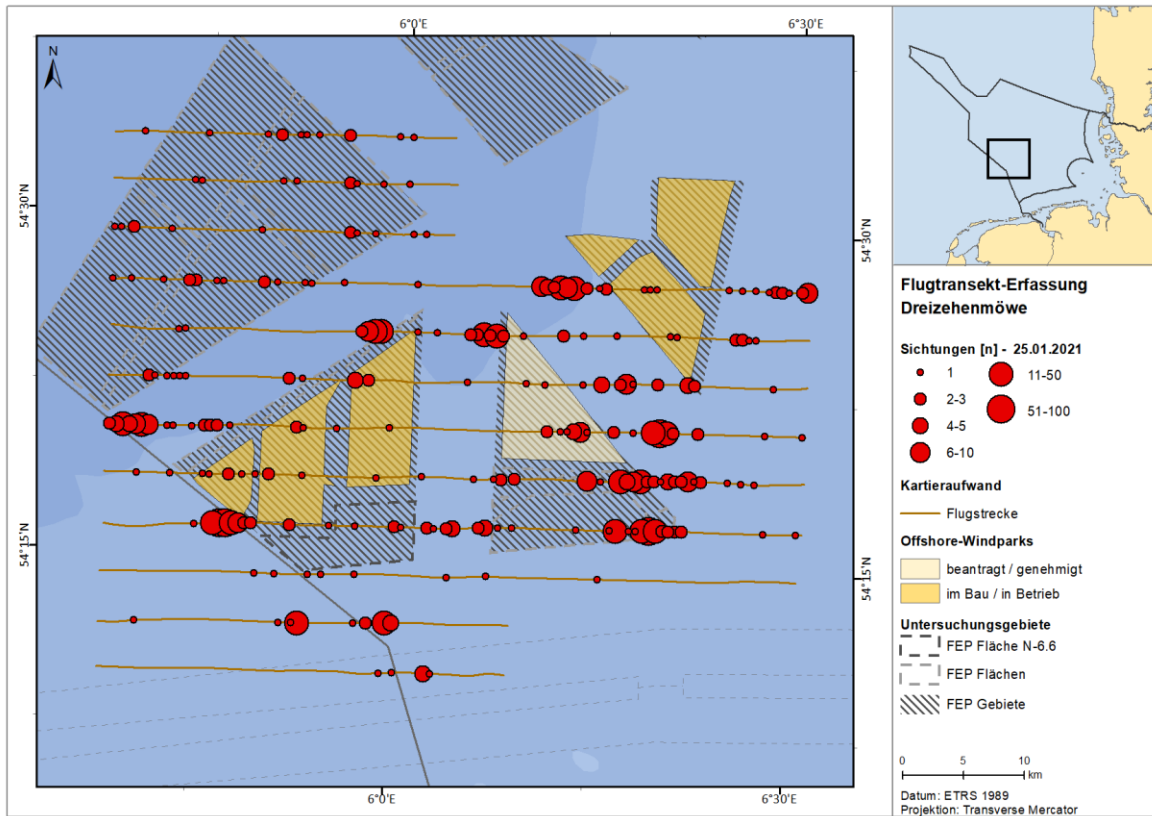 6°0'E
6°30'E
N
54°30'N
54°30'N
54°15'N
54°15'N
6°0'E
6°30'E
Flugtransekt-Erfassung
Dreizehenmöwe
Sichtungen [n] - 25.01.2021
1
11-50
2-3
51-100
4-5
6-10
Kartieraufwand
Flugstrecke
Offshore-Windparks
beantragt / genehmigt
im Bau / in Betrieb
Untersuchungsgebiete
FEP Fläche N-6.6
FEP Flächen
FEP Gebiete
0 5 10
km
Datum: ETRS 1989
Projektion: Transverse Mercator